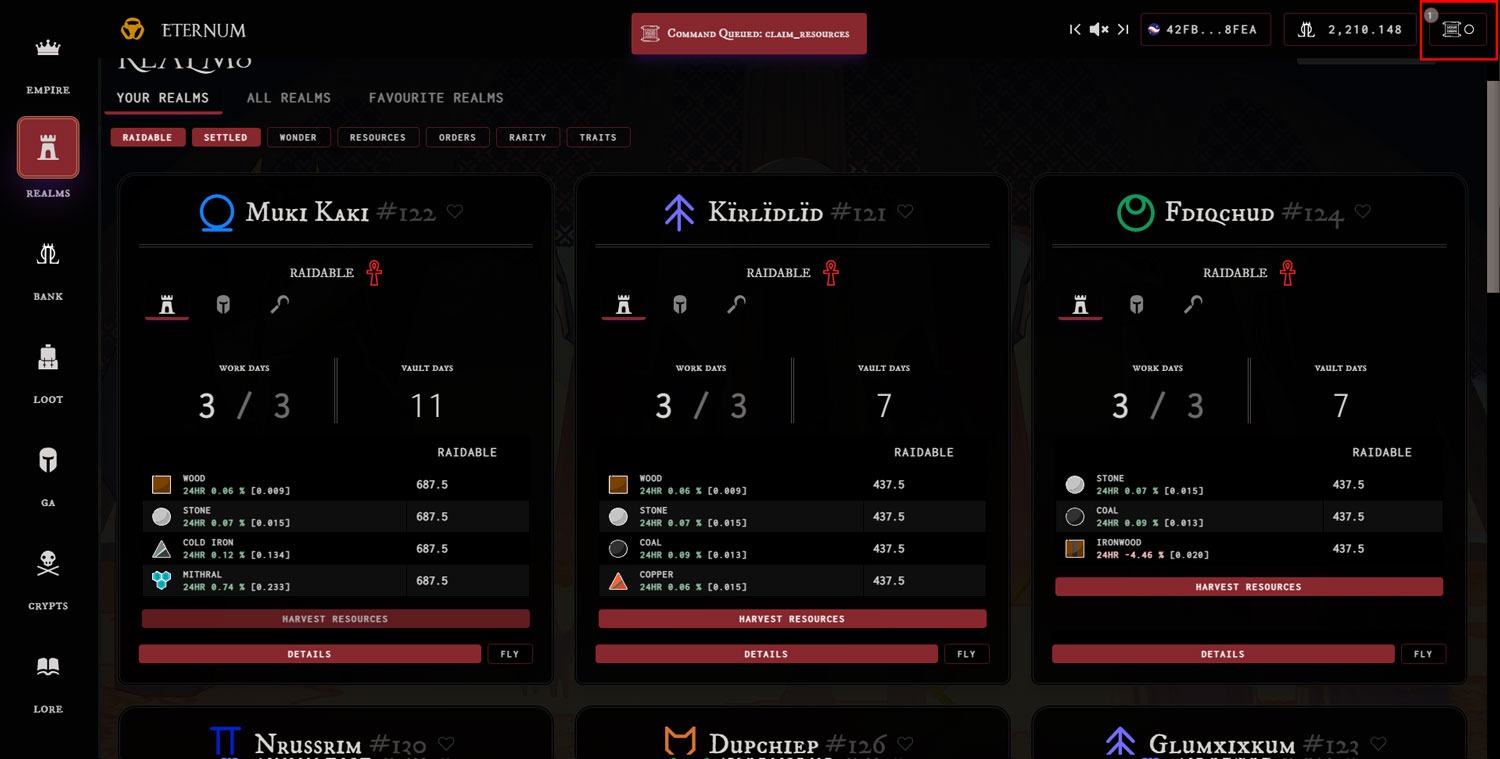 ETERNUM
Command Queued: claim_resources
42FB...8FEA
2,210.148
1
Realms
EMPIRE
REALMS
BANK
LOOT
GA
CRYPTS
LORE
YOUR REALMS ALL REALMS FAVOURITE REALMS
RAIDABLE SETTLED WONDER RESOURCES ORDERS RARITY TRAITS
Muki Kaki #122
RAIDABLE
WORK DAYS VAULT DAYS
3 / 3 11
RAIDABLE
WOOD
24HR 0.06 % [0.009] 687.5
STONE
24HR 0.07 % [0.015] 687.5
COLD IRON
24HR 0.12 % [0.134] 687.5
MITHRAL
24HR 0.74 % [0.233] 687.5
HARVEST RESOURCES
DETAILS FLY
Kïrlïdlïd #121
RAIDABLE
WORK DAYS VAULT DAYS
3 / 3 7
RAIDABLE
WOOD
24HR 0.06 % [0.009] 437.5
STONE
24HR 0.07 % [0.015] 437.5
COAL
24HR 0.09 % [0.013] 437.5
COPPER
24HR 0.06 % [0.015] 437.5
HARVEST RESOURCES
DETAILS FLY
Fdiqchud #124
RAIDABLE
WORK DAYS VAULT DAYS
3 / 3 7
RAIDABLE
STONE
24HR 0.07 % [0.015] 437.5
COAL
24HR 0.09 % [0.013] 437.5
IRONWOOD
24HR -4.46 % [0.020] 437.5
HARVEST RESOURCES
DETAILS FLY
Nrussrim #130
Dupchiep #126
Glumxixkum #123